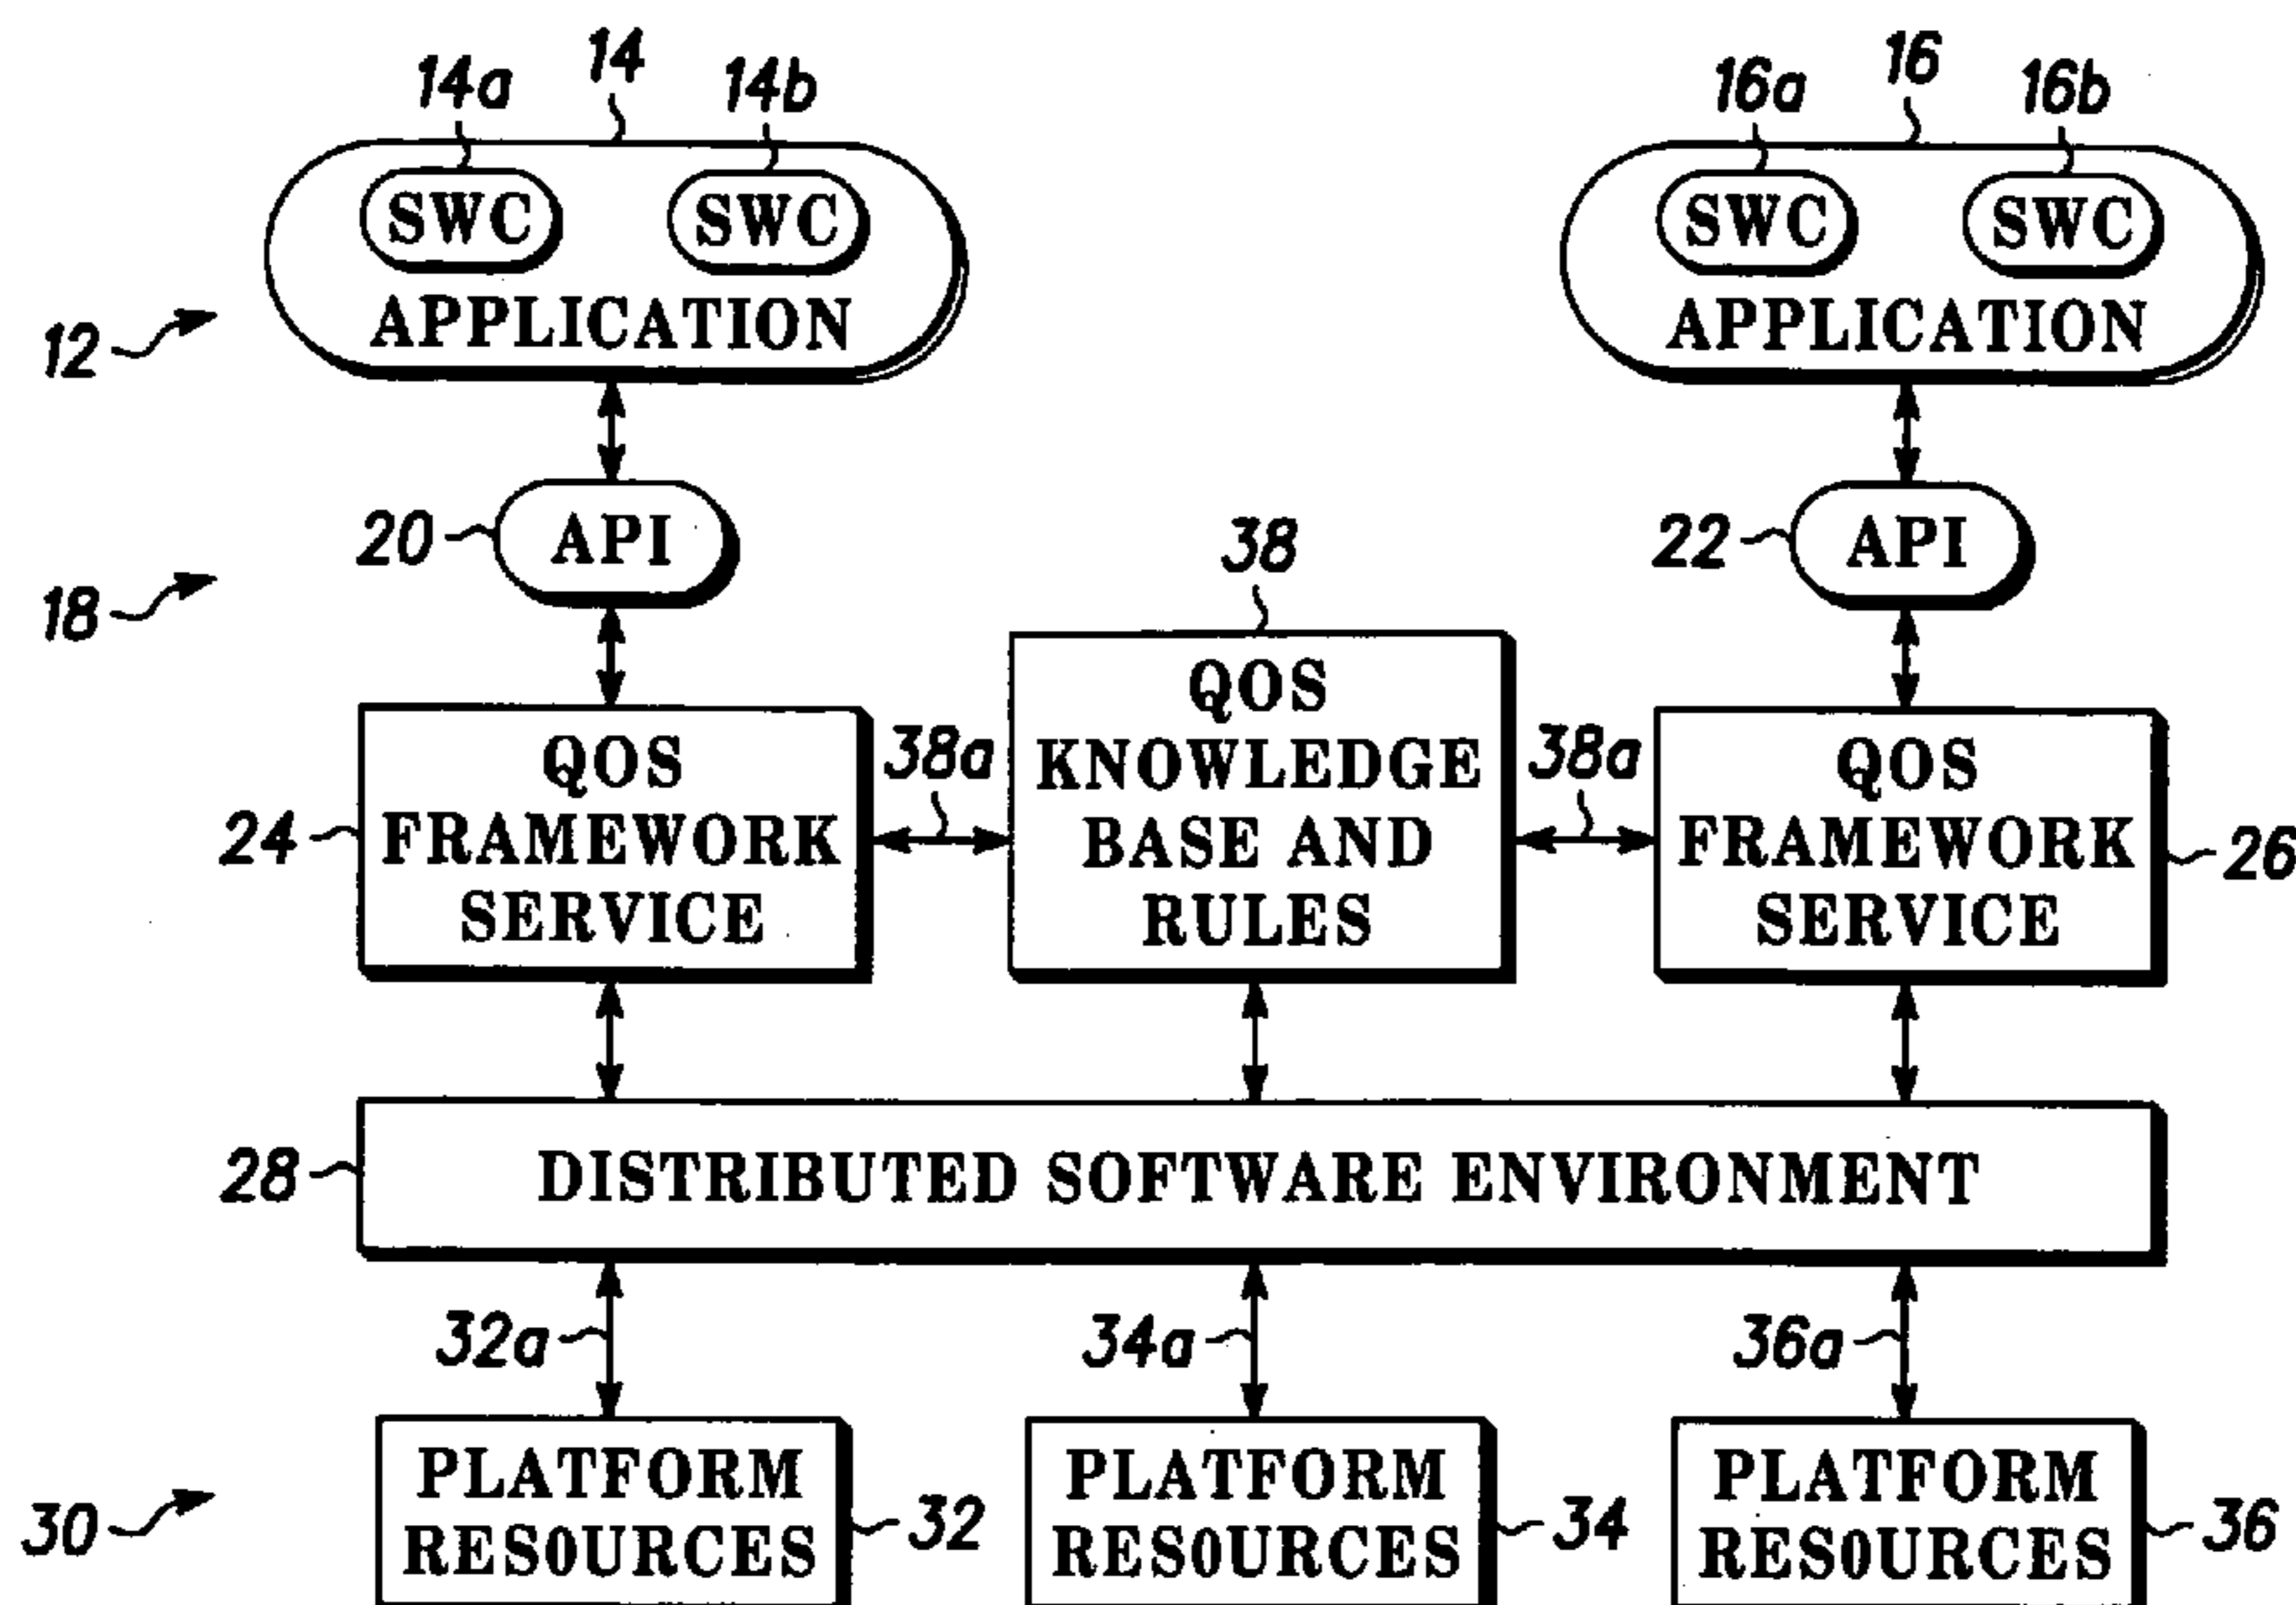 14a 14 14b
16a 16 16b
SWC SWC
SWC SWC
APPLICATION
APPLICATION
12
20 API
22 API
18
38
QOS
FRAMEWORK
SERVICE
24
38a
QOS
KNOWLEDGE
BASE AND
RULES
38a
QOS
FRAMEWORK
SERVICE
26
28 DISTRIBUTED SOFTWARE ENVIRONMENT
32a 34a 36a
30
PLATFORM
RESOURCES
32
PLATFORM
RESOURCES
34
PLATFORM
RESOURCES
36